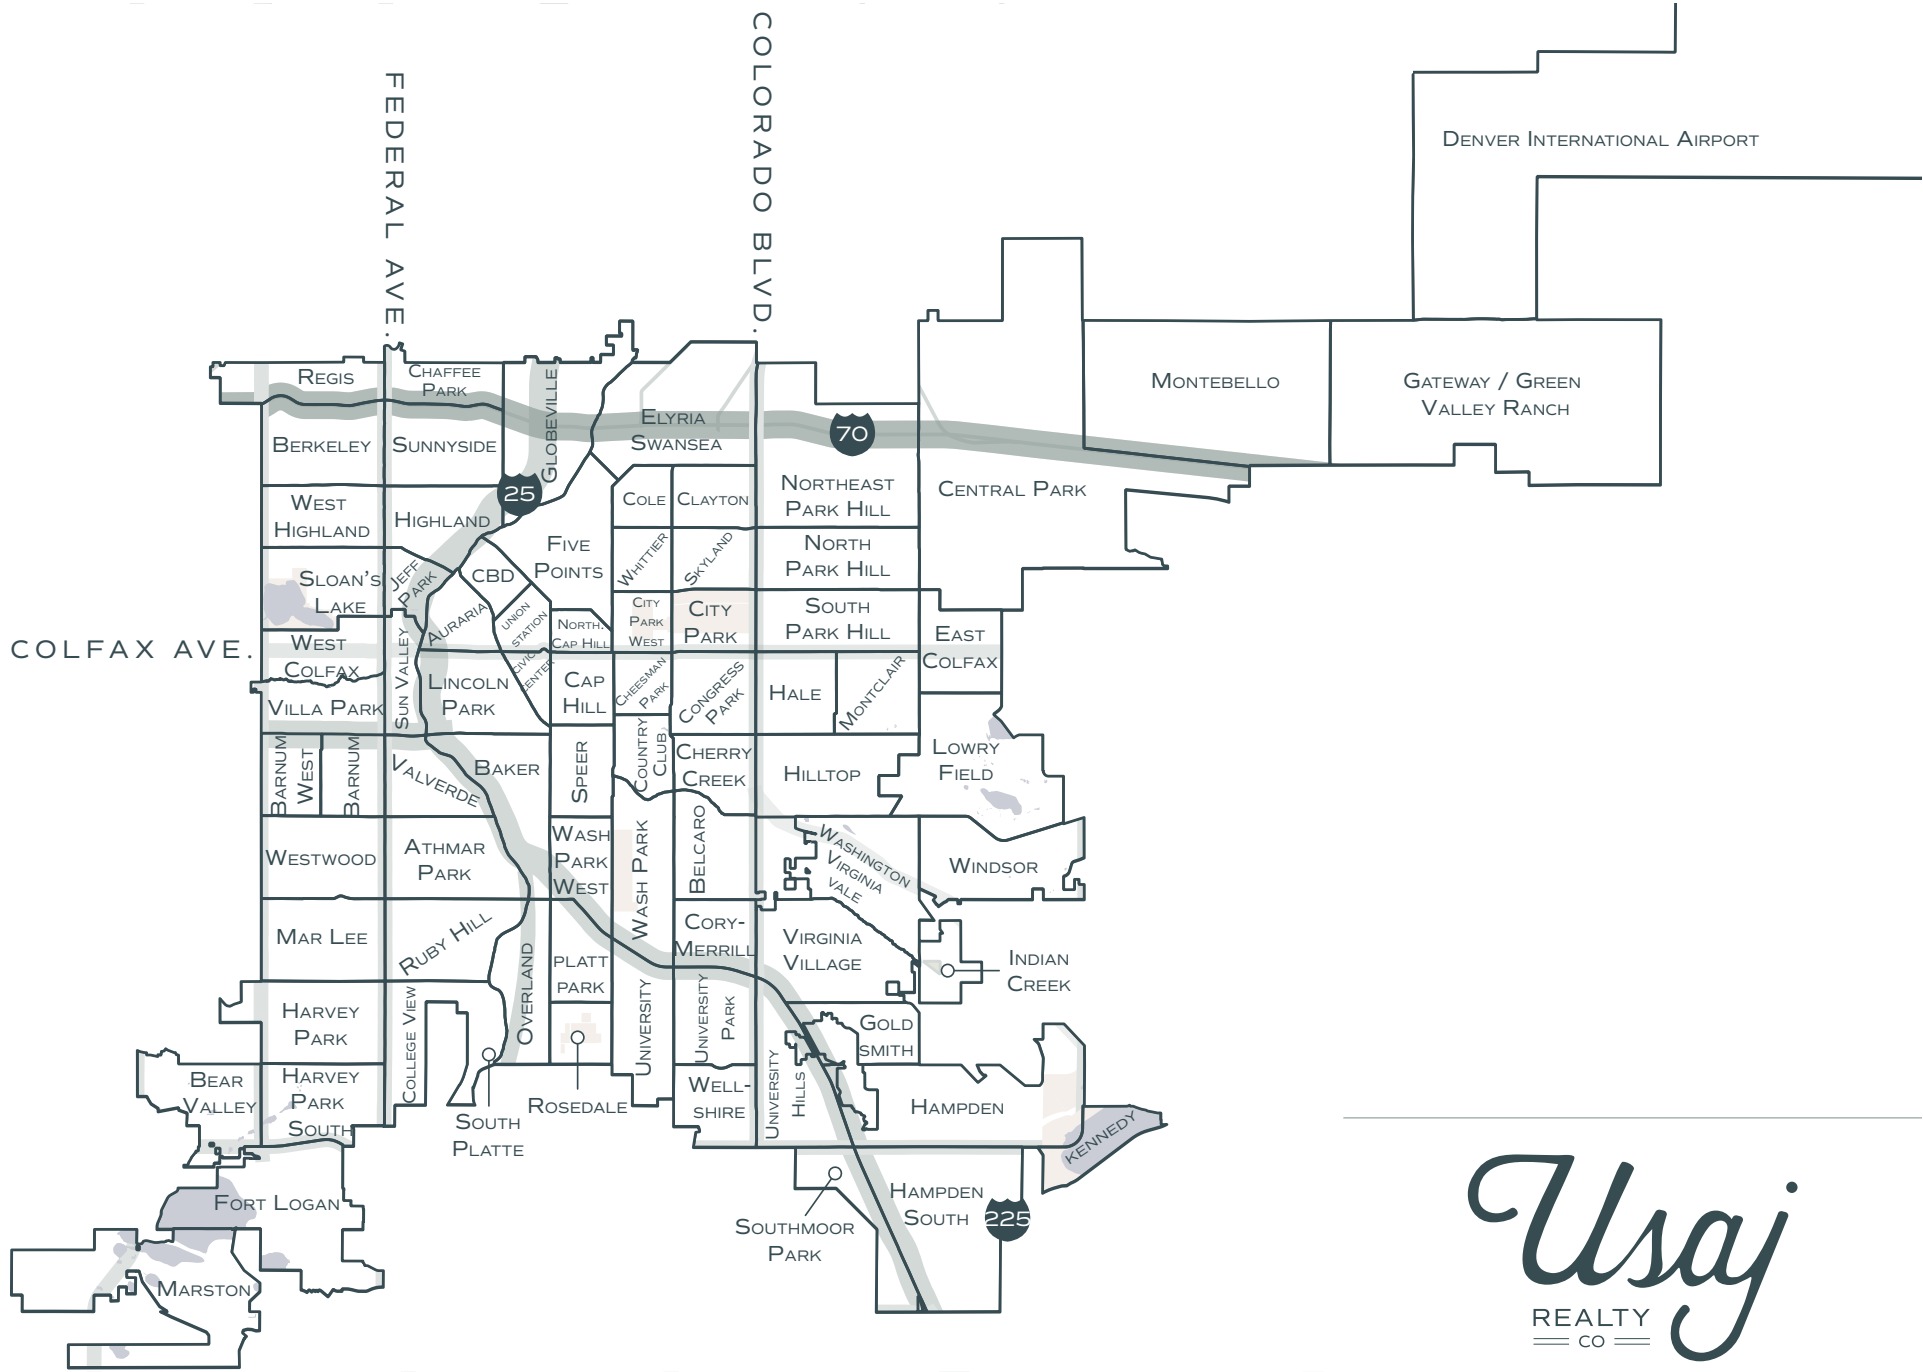 COLORADO BLVD.
FEDERAL AVE.
DENVER INTERNATIONAL AIRPORT
REGIS
CHAFFEE
PARK
GLOBEVILLE
ELYRIA
SWANSEA
70
MONTEBELLO
GATEWAY / GREEN
VALLEY RANCH
BERKELEY
SUNNYSIDE
25
COLE
CLAYTON
NORTHEAST
PARK HILL
CENTRAL PARK
WEST
HIGHLAND
HIGHLAND
FIVE
POINTS
WHITTIER
SKYLAND
NORTH
PARK HILL
SLOAN'S
LAKE
JEFF
PARK
CBD
AURARIA
UNION
STATION
NORTH.
CAP HILL
CITY
PARK
WEST
CITY
PARK
SOUTH
PARK HILL
EAST
COLFAX
COLFAX AVE.
WEST
COLFAX
SUN VALLEY
LINCOLN
PARK
CIVIC
CENTER
CAP
HILL
CHEESMAN
PARK
CONGRESS
PARK
HALE
MONTCLAIR
VILLA PARK
BARNUM
WEST
BARNUM
VALVERDE
BAKER
SPEER
COUNTRY
CLUB
CHERRY
CREEK
HILLTOP
LOWRY
FIELD
WESTWOOD
ATHMAR
PARK
WASH
PARK
WEST
WASH PARK
BELCARO
WASHINGTON
VIRGINIA
VALE
WINDSOR
MAR LEE
RUBY HILL
OVERLAND
PLATT
PARK
CORY-
MERRILL
VIRGINIA
VILLAGE
INDIAN
CREEK
HARVEY
PARK
COLLEGE VIEW
UNIVERSITY
UNIVERSITY
PARK
GOLD
SMITH
BEAR
VALLEY
HARVEY
PARK
SOUTH
SOUTH
PLATTE
ROSEDALE
WELL-
SHIRE
UNIVERSITY
HILLS
HAMPDEN
KENNEDY
FORT LOGAN
MARSTON
SOUTHMOOR
PARK
HAMPDEN
SOUTH
225
Usaj
REALTY
CO